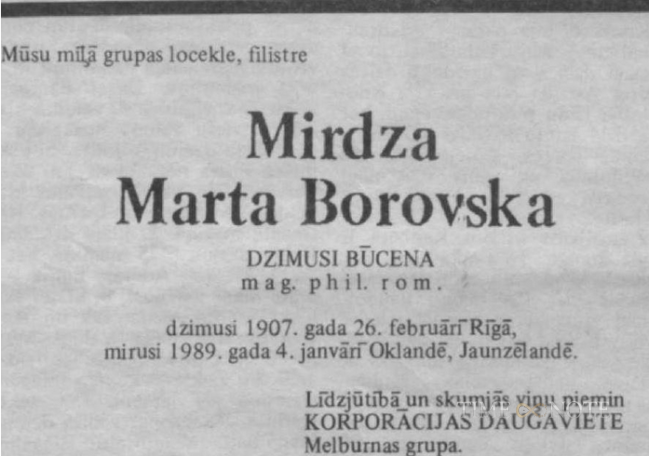 Mūsu mīļā grupas locekle, filistre
Mirdza
Marta Borovska
DZIMUSI BŪCENA
mag. phil. rom.
dzimusi 1907. gada 26. februārī Rīgā,
mirusi 1989. gada 4. janvārī Oklandē, Jaunzēlandē.
Līdzjūtībā un skumjās viņu piemin
KORPORĀCIJAS DAUGAVIETE
Melburnas grupa.